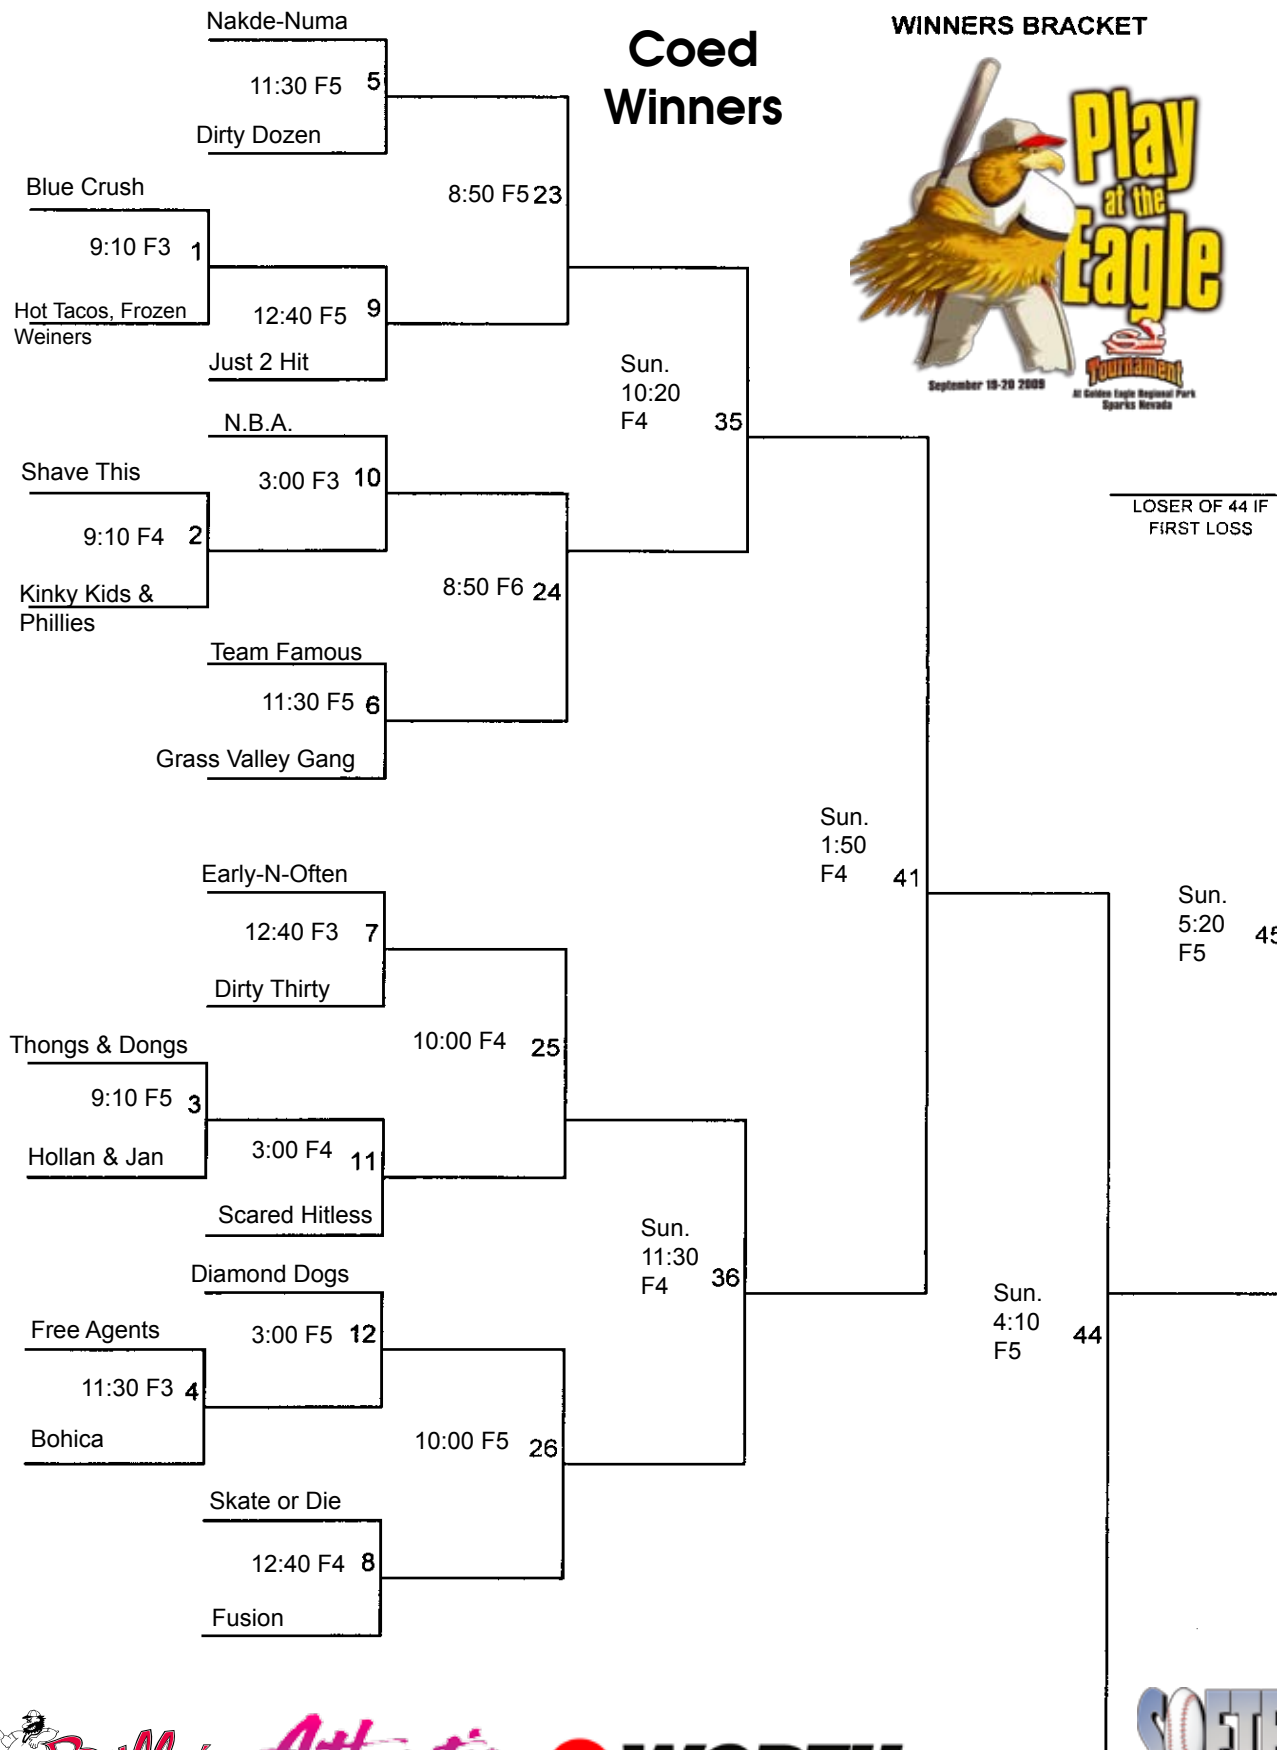 WINNERS BRACKET
Coed
Winners
Play
at the
Eagle
Tournament
September 19-20 2009
At Golden Eagle Regional Park
Sparks Nevada
Nakde-Numa
11:30 F5 5
Dirty Dozen
8:50 F5 23
Blue Crush
9:10 F3 1
Hot Tacos, Frozen
Weiners
12:40 F5 9
Just 2 Hit
Sun.
10:20
F4 35
N.B.A.
3:00 F3 10
Shave This
9:10 F4 2
Kinky Kids &
Phillies
8:50 F6 24
Team Famous
11:30 F5 6
Grass Valley Gang
LOSER OF 44 IF
FIRST LOSS
Sun.
1:50
F4 41
Early-N-Often
12:40 F3 7
Dirty Thirty
Sun.
5:20
F5 45
10:00 F4 25
Thongs & Dongs
9:10 F5 3
Hollan & Jan
3:00 F4 11
Scared Hitless
Sun.
11:30
F4 36
Diamond Dogs
3:00 F5 12
Free Agents
11:30 F3 4
Bohica
Sun.
4:10
F5 44
10:00 F5 26
Skate or Die
12:40 F4 8
Fusion
WORTH